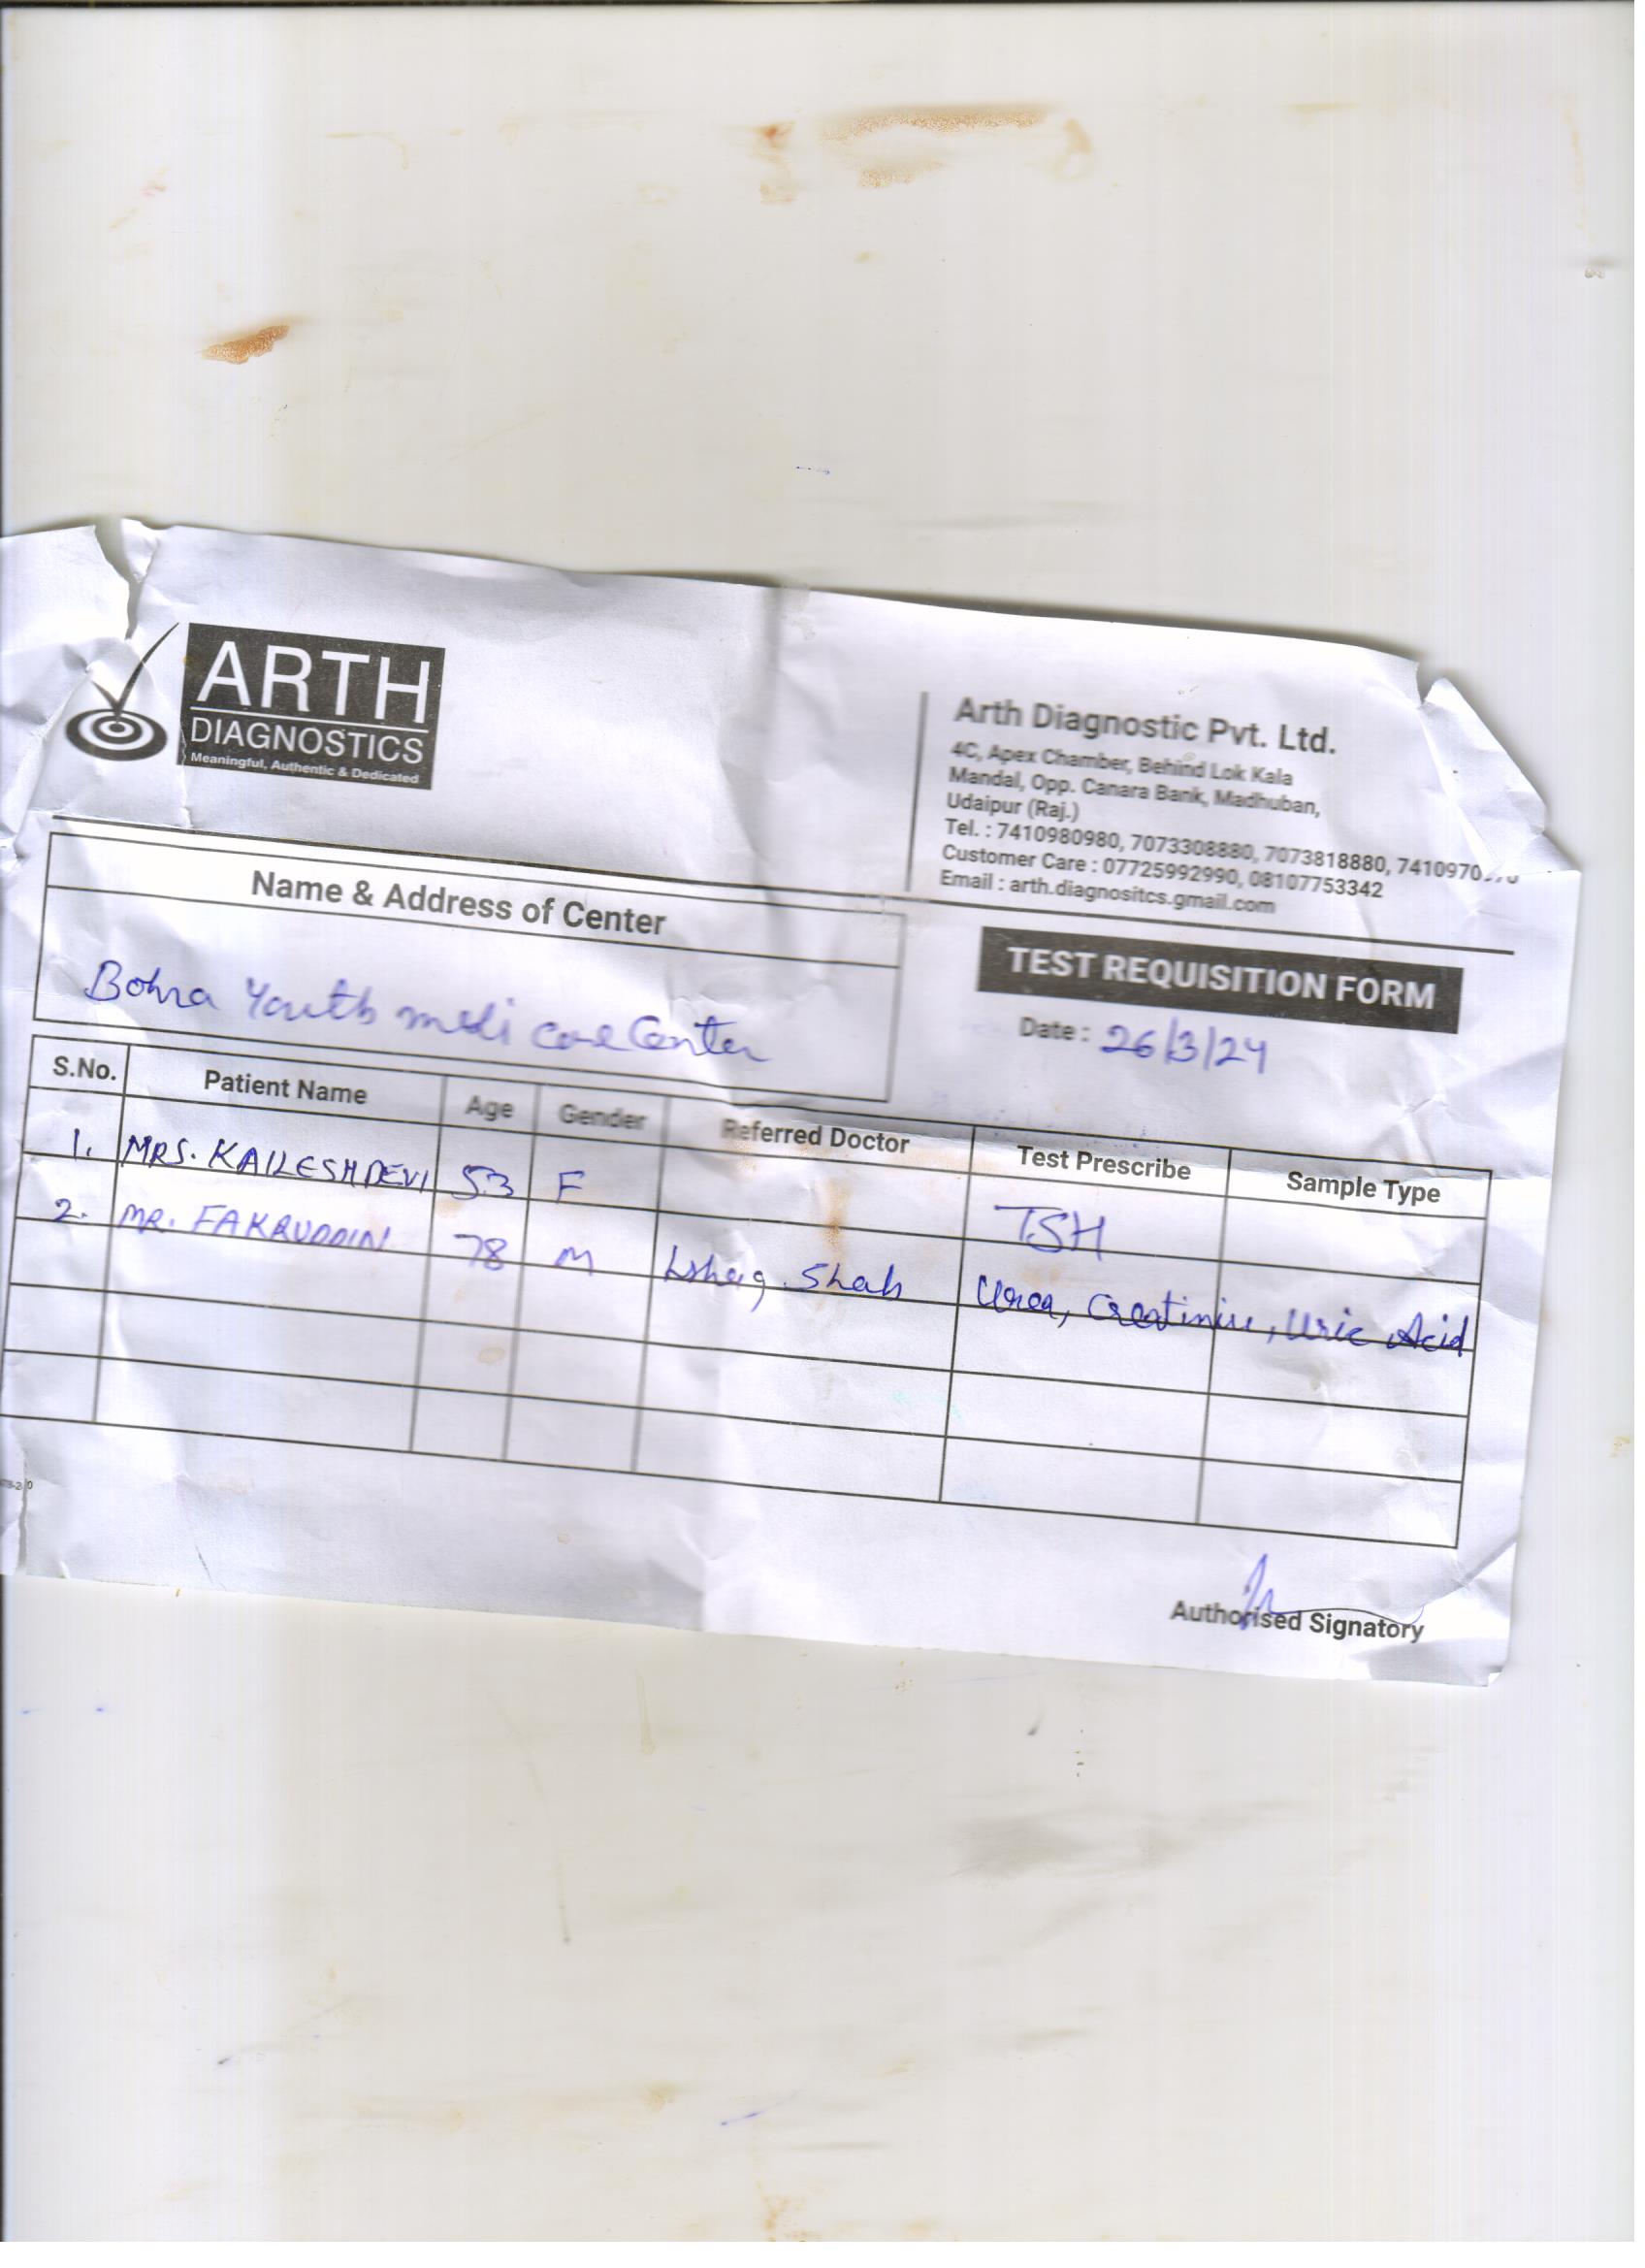 ARTH
DIAGNOSTICS
Meaningful, Authentic & Dedicated
Arth Diagnostic Pvt. Ltd.
4C, Apex Chamber, Behind Lok Kala
Mandal, Opp. Canara Bank, Madhuban,
Udaipur (Raj.)
Tel. : 7410980980, 7073308880, 7073818880,
Customer Care : 07725992990, 08107753342
Email : arth.diagnositcs.gmail.com
Name & Address of Center
Bohra Youth medi care Center
TEST REQUISITION FORM
Date : 26/3/24
S.No. Patient Name Age Gender Referred Doctor Test Prescribe Sample Type
1. MRS. KAILESHDEVI 53 F TSH
2. MR. FAKRUDDIN 78 M Shah Urea, Creatinine, Uric Acid
Authorised Signatory